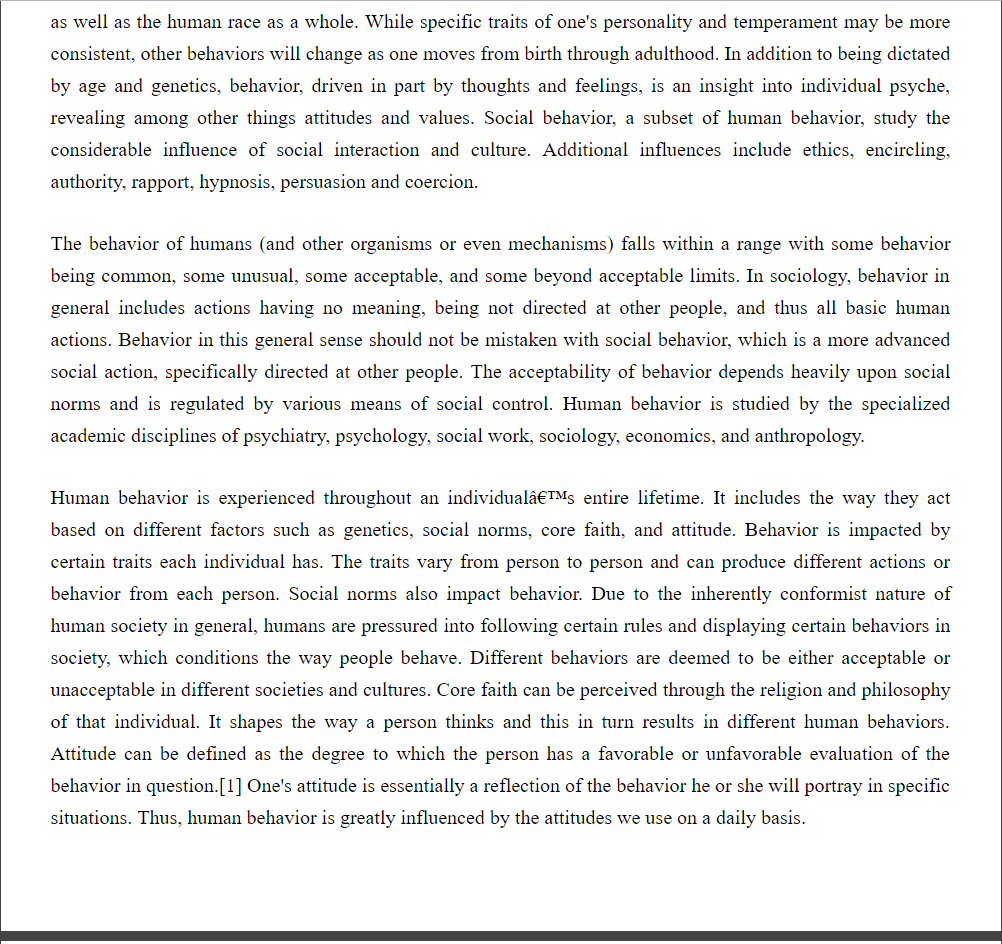 as well as the human race as a whole. While specific traits of one's personality and temperament may be more
consistent, other behaviors will change as one moves from birth through adulthood. In addition to being dictated
by age and genetics, behavior, driven in part by thoughts and feelings, is an insight into individual psyche,
revealing among other things attitudes and values. Social behavior, a subset of human behavior, study the
considerable influence of social interaction and culture. Additional influences include ethics, encircling,
authority, rapport, hypnosis, persuasion and coercion.
The behavior of humans (and other organisms or even mechanisms) falls within a range with some behavior
being common, some unusual, some acceptable, and some beyond acceptable limits. In sociology, behavior in
general includes actions having no meaning, being not directed at other people, and thus all basic human
actions. Behavior in this general sense should not be mistaken with social behavior, which is a more advanced
social action, specifically directed at other people. The acceptability of behavior depends heavily upon social
norms and is regulated by various means of social control. Human behavior is studied by the specialized
academic disciplines of psychiatry, psychology, social work, sociology, economics, and anthropology.
Human behavior is experienced throughout an individualâ€™s entire lifetime. It includes the way they act
based on different factors such as genetics, social norms, core faith, and attitude. Behavior is impacted by
certain traits each individual has. The traits vary from person to person and can produce different actions or
behavior from each person. Social norms also impact behavior. Due to the inherently conformist nature of
human society in general, humans are pressured into following certain rules and displaying certain behaviors in
society, which conditions the way people behave. Different behaviors are deemed to be either acceptable or
unacceptable in different societies and cultures. Core faith can be perceived through the religion and philosophy
of that individual. It shapes the way a person thinks and this in turn results in different human behaviors.
Attitude can be defined as the degree to which the person has a favorable or unfavorable evaluation of the
behavior in question.[1] One's attitude is essentially a reflection of the behavior he or she will portray in specific
situations. Thus, human behavior is greatly influenced by the attitudes we use on a daily basis.